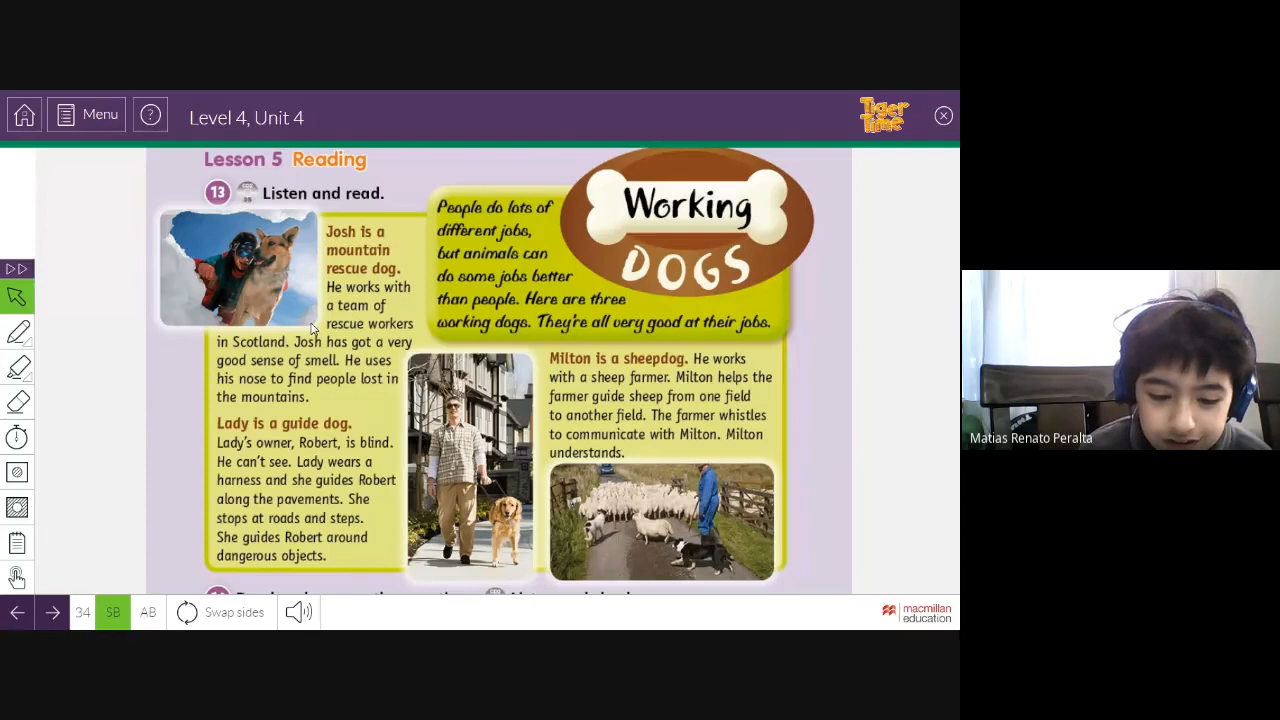 Menu
?
Level 4, Unit 4
Tiger
Time
Lesson 5 Reading
13
Listen and read.
Working
DOGS
People do lots of
different jobs,
but animals can
do some jobs better
than people. Here are three
working dogs. They're all very good at their jobs.
Josh is a
mountain
rescue dog.
He works with
a team of
rescue workers
in Scotland. Josh has got a very
good sense of smell. He uses
his nose to find people lost in
the mountains.
Lady is a guide dog.
Lady's owner, Robert, is blind.
He can't see. Lady wears a
harness and she guides Robert
along the pavements. She
stops at roads and steps.
She guides Robert around
dangerous objects.
Milton is a sheepdog. He works
with a sheep farmer. Milton helps the
farmer guide sheep from one field
to another field. The farmer whistles
to communicate with Milton. Milton
understands.
34
SB
AB
Swap sides
macmillan
education
Matias Renato Peralta